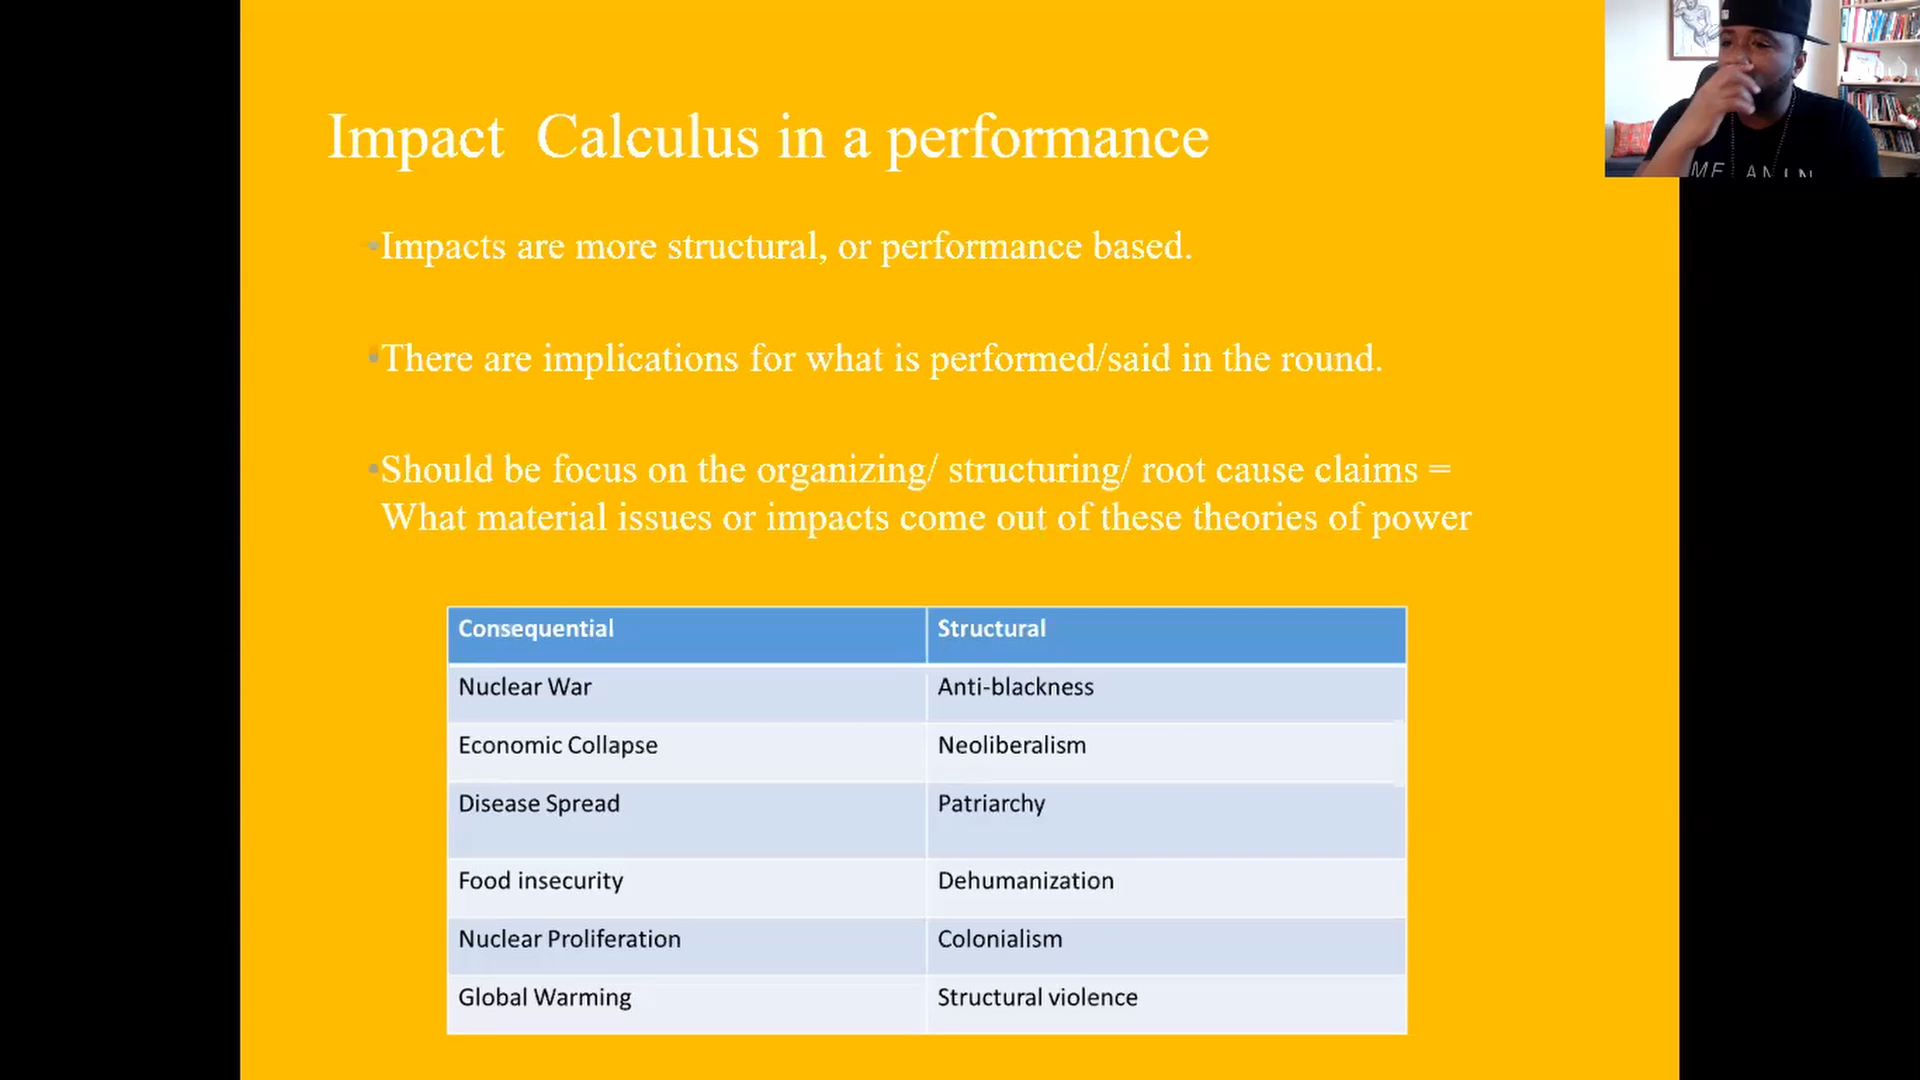 Impact Calculus in a performance
•Impacts are more structural, or performance based.
•There are implications for what is performed/said in the round.
•Should be focus on the organizing/ structuring/ root cause claims =
What material issues or impacts come out of these theories of power
Consequential Structural
Nuclear War Anti-blackness
Economic Collapse Neoliberalism
Disease Spread Patriarchy
Food insecurity Dehumanization
Nuclear Proliferation Colonialism
Global Warming Structural violence